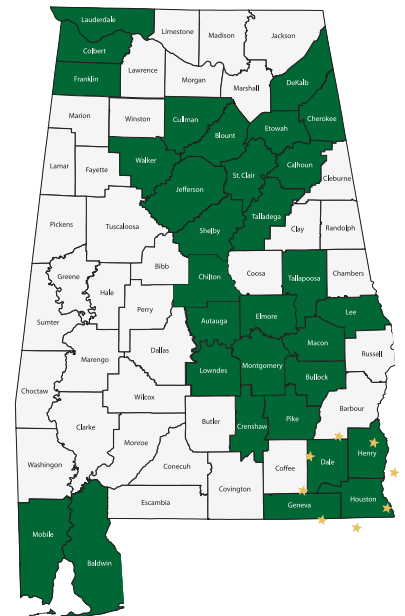 Lauderdale
Limestone
Madison
Jackson
Colbert
Lawrence
Franklin
Morgan
Marshall
DeKalb
Marion
Winston
Cullman
Blount
Etowah
Cherokee
Lamar
Fayette
Walker
Jefferson
St. Clair
Calhoun
Cleburne
Pickens
Tuscaloosa
Shelby
Talladega
Clay
Randolph
Greene
Hale
Bibb
Chilton
Coosa
Tallapoosa
Chambers
Sumter
Perry
Autauga
Elmore
Lee
Marengo
Dallas
Macon
Russell
Choctaw
Lowndes
Montgomery
Bullock
Wilcox
Clarke
Butler
Crenshaw
Pike
Barbour
Monroe
Washingon
Conecuh
Covington
Coffee
Dale
Henry
Escambia
Geneva
Houston
Mobile
Baldwin